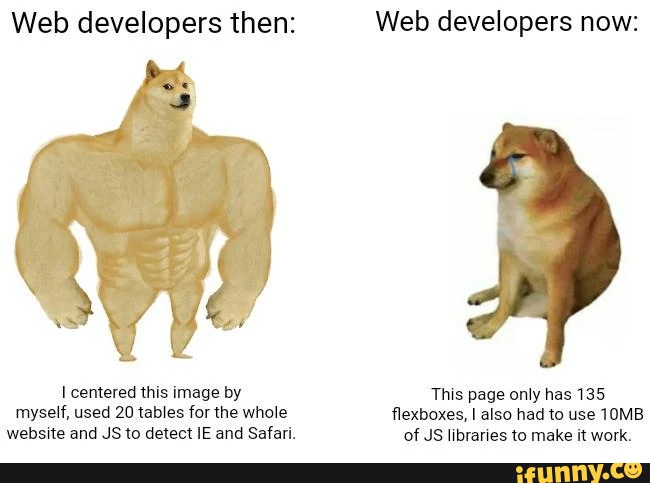 Web developers then:
Web developers now:
I centered this image by
myself, used 20 tables for the whole
website and JS to detect IE and Safari.
This page only has 135
flexboxes, I also had to use 10MB
of JS libraries to make it work.
ifunny.co